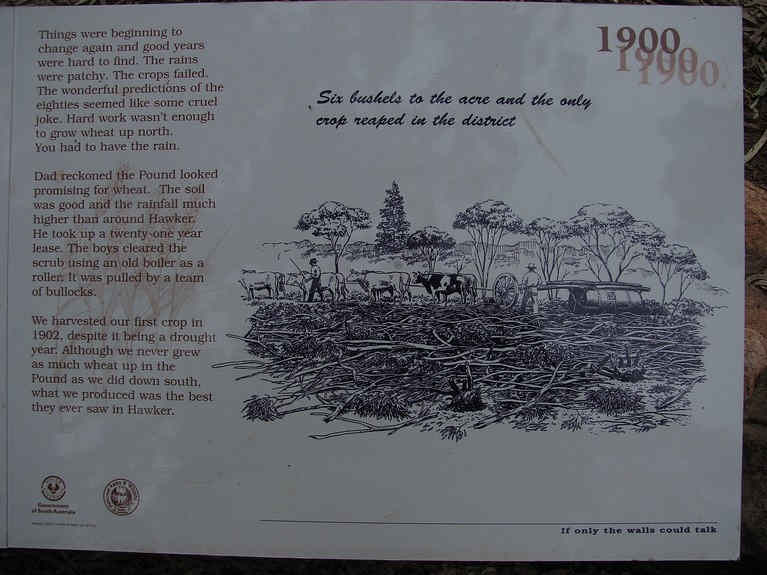 Things were beginning to
change again and good years
were hard to find. The rains
were patchy. The crops failed.
The wonderful predictions of the
eighties seemed like some cruel
joke. Hard work wasn't enough
to grow wheat up north.
You had to have the rain.
Dad reckoned the Pound looked
promising for wheat. The soil
was good and the rainfall much
higher than around Hawker.
He took up a twenty-one year
lease. The boys cleared the
scrub using an old boiler as a
roller. It was pulled by a team
of bullocks.
We harvested our first crop in
1902, despite it being a drought
year. Although we never grew
as much wheat up in the
Pound as we did down south,
what we produced was the best
they ever saw in Hawker.
1900
1900
1900
Six bushels to the acre and the only
crop reaped in the district
Government
of South Australia
If only the walls could talk